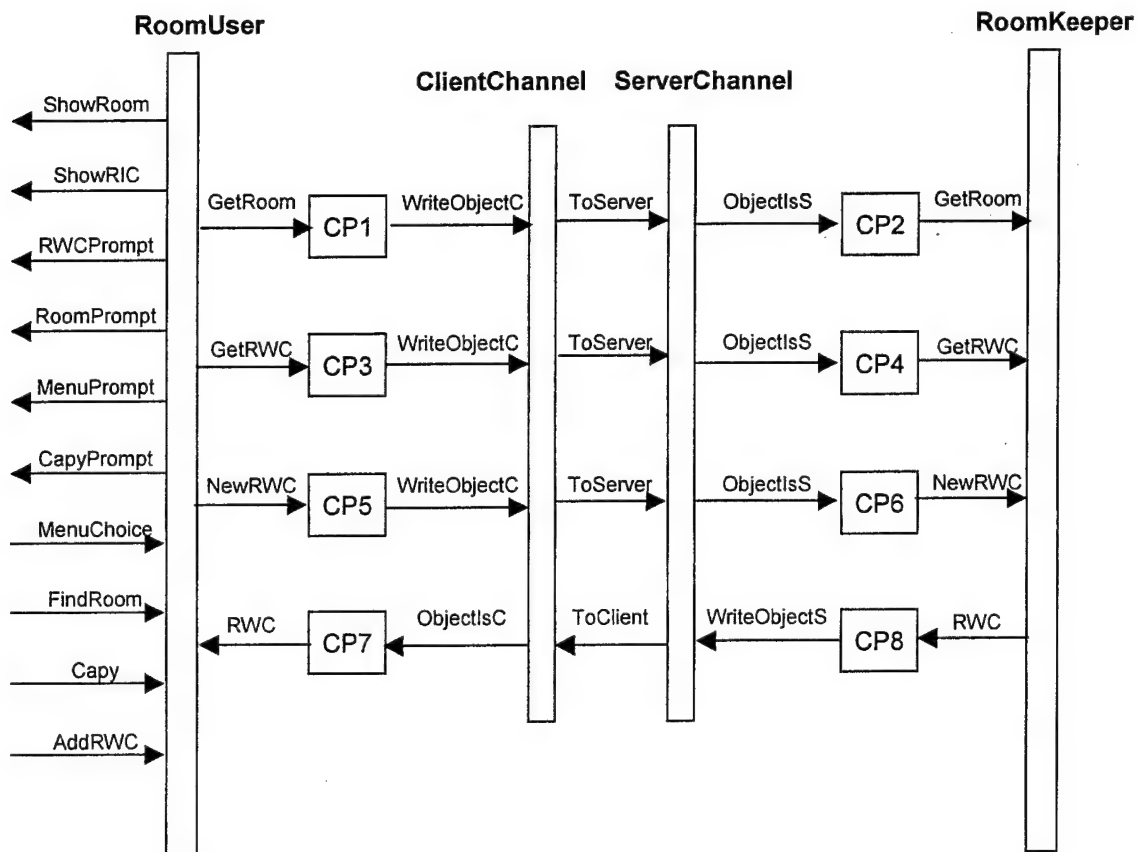 RoomUser
RoomKeeper
ClientChannel
ServerChannel
ShowRoom
ShowRIC
GetRoom
CP1
WriteObjectC
ToServer
ObjectIsS
CP2
GetRoom
RWCPrompt
RoomPrompt
GetRWC
CP3
WriteObjectC
ToServer
ObjectIsS
CP4
GetRWC
MenuPrompt
CapyPrompt
NewRWC
CP5
WriteObjectC
ToServer
ObjectIsS
CP6
NewRWC
MenuChoice
FindRoom
RWC
CP7
ObjectIsC
ToClient
WriteObjectS
CP8
RWC
Capy
AddRWC